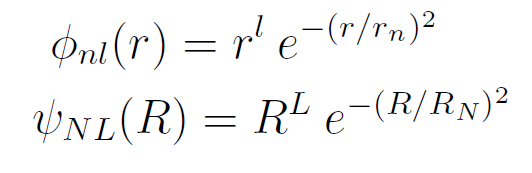 ϕ_{nl}(r) = r^l e^{−(r/r_n)^2}
ψ_{NL}(R) = R^L e^{−(R/R_N)^2}